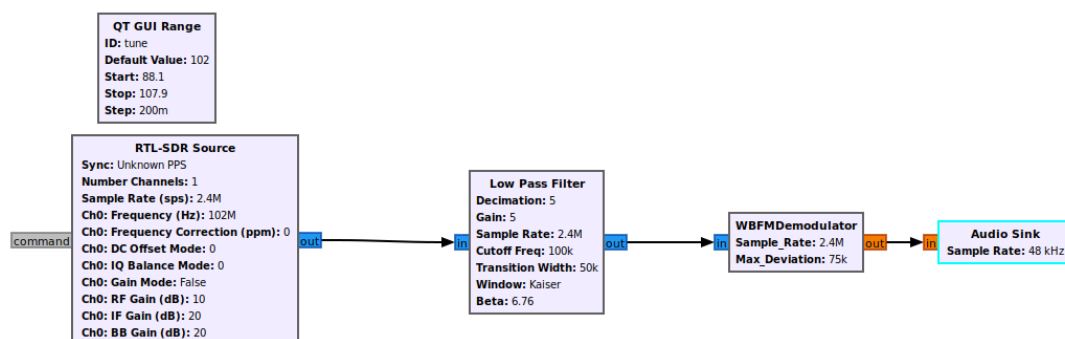 QT GUI Range
ID: tune
Default Value: 102
Start: 88.1
Stop: 107.9
Step: 200m
RTL-SDR Source
Sync: Unknown PPS
Number Channels: 1
Sample Rate (sps): 2.4M
Ch0: Frequency (Hz): 102M
Ch0: Frequency Correction (ppm): 0
Ch0: DC Offset Mode: 0
Ch0: IQ Balance Mode: 0
Ch0: Gain Mode: False
Ch0: RF Gain (dB): 10
Ch0: IF Gain (dB): 20
Ch0: BB Gain (dB): 20
command
out
in
Low Pass Filter
Decimation: 5
Gain: 5
Sample Rate: 2.4M
Cutoff Freq: 100k
Transition Width: 50k
Window: Kaiser
Beta: 6.76
out
in
WBFMDemodulator
Sample_Rate: 2.4M
Max_Deviation: 75k
out
in
Audio Sink
Sample Rate: 48 kHz